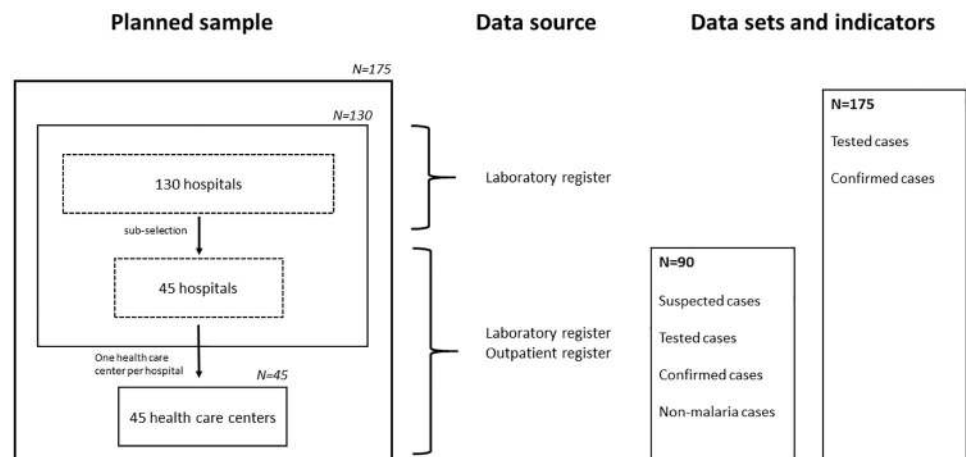 Planned sample
Data source
Data sets and indicators
N=175
N=130
130 hospitals
sub-selection
45 hospitals
One health care
center per hospital
N=45
45 health care centers
Laboratory register
Laboratory register
Outpatient register
N=90
Suspected cases
Tested cases
Confirmed cases
Non-malaria cases
N=175
Tested cases
Confirmed cases